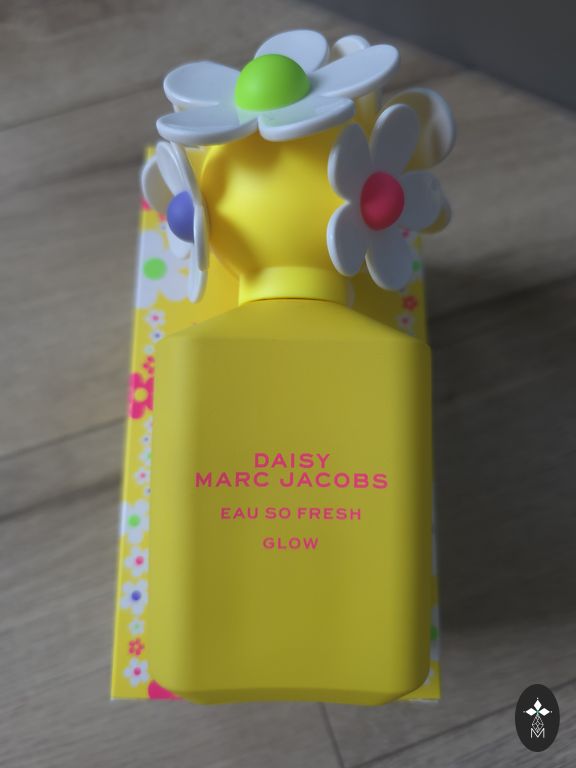 DAISY
MARC JACOBS
EAU SO FRESH
GLOW